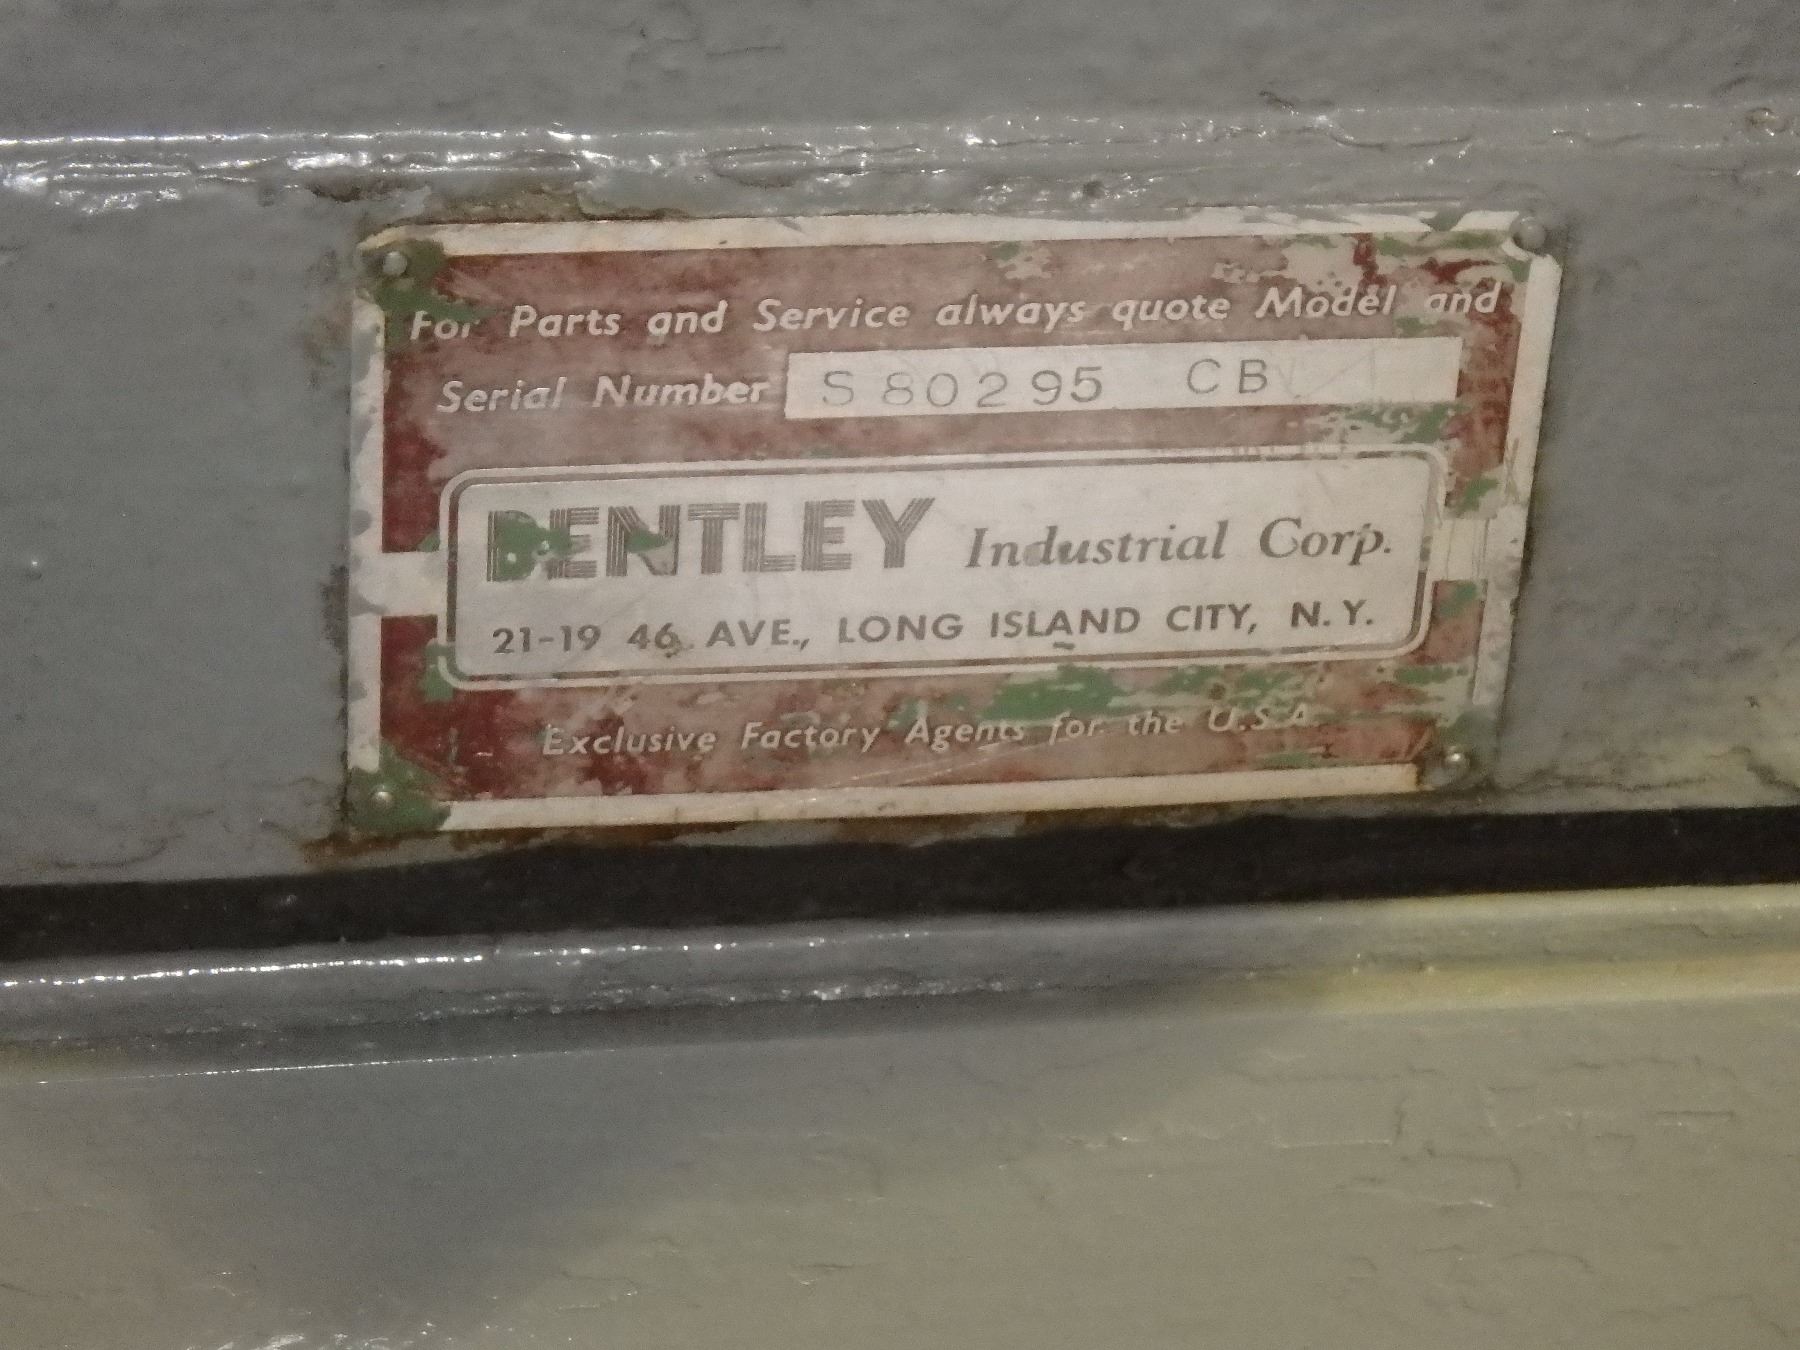 For Parts and Service always quote Model and
Serial Number S 80295 CB
BENTLEY Industrial Corp.
21-19 46 AVE., LONG ISLAND CITY, N.Y.
Exclusive Factory Agents for the U.S.A.